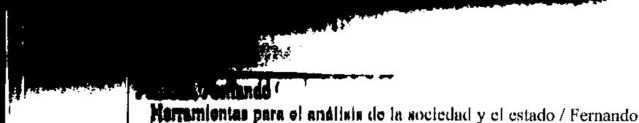 Herramientas para el análisis de la sociedad y el estado / Fernando